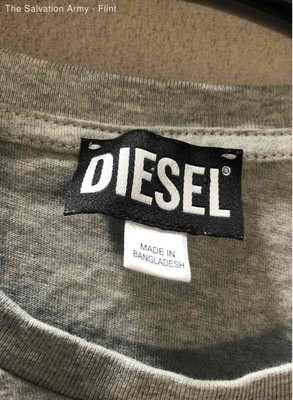 The Salvation Army - Flint
DIESEL®
MADE IN
BANGLADESH